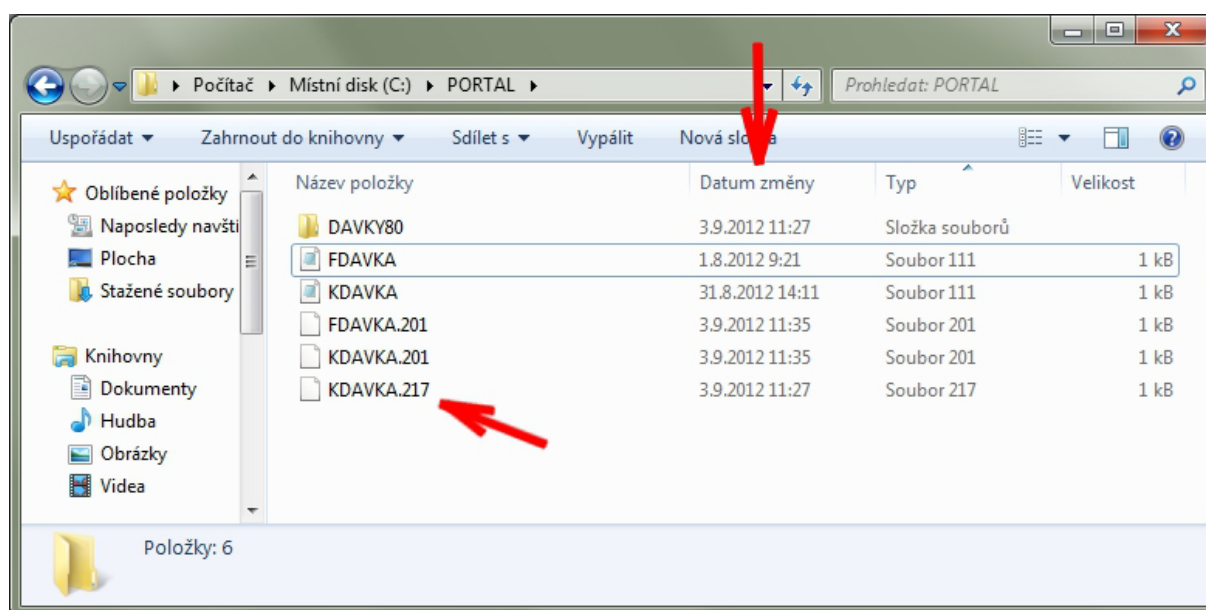 Počítač Místní disk (C:) PORTAL Prohledat: PORTAL
Uspořádat Zahrnout do knihovny Sdílet s Vypálit Nová
Oblíbené položky
Naposledy navští
Plocha
Stažené soubory
Knihovny
Dokumenty
Hudba
Obrázky
Videa
Název položky Datum změny Typ Velikost
DAVKY80 3.9.2012 11:27 Složka souborů
FDAVKA 1.8.2012 9:21 Soubor 111 1 kB
KDAVKA 31.8.2012 14:11 Soubor 111 1 kB
FDAVKA.201 3.9.2012 11:35 Soubor 201 1 kB
KDAVKA.201 3.9.2012 11:35 Soubor 201 1 kB
KDAVKA.217 3.9.2012 11:27 Soubor 217 1 kB
Položky: 6